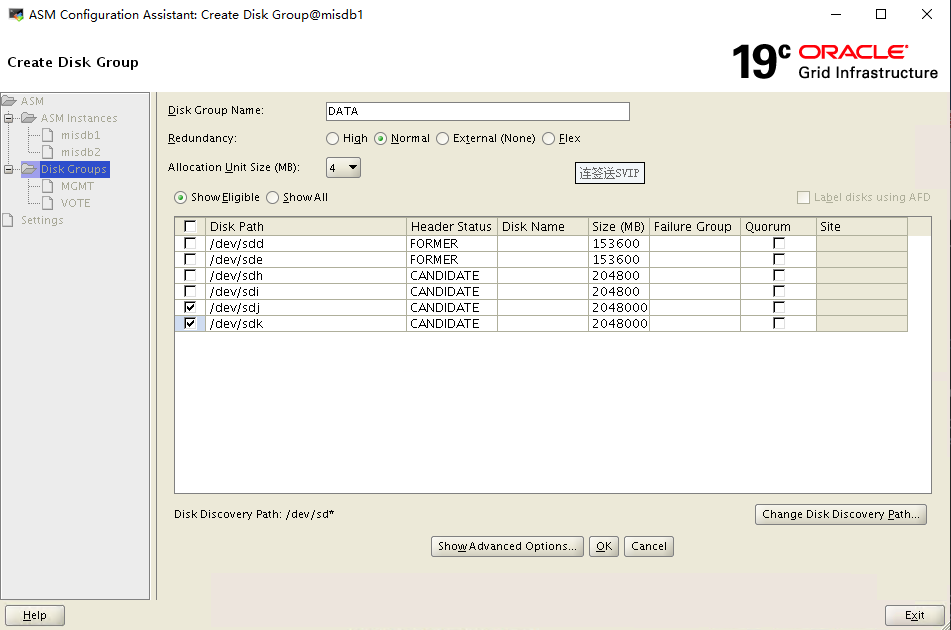 ASM Configuration Assistant: Create Disk Group@misdb1
Create Disk Group
19c ORACLE
Grid Infrastructure
ASM
ASM Instances
misdb1
misdb2
Disk Groups
MGMT
VOTE
Settings
Disk Group Name: DATA
Redundancy: High Normal External (None) Flex
Allocation Unit Size (MB): 4
连签送SVIP
Show Eligible Show All Label disks using AFD
Disk Path Header Status Disk Name Size (MB) Failure Group Quorum Site
/dev/sdd FORMER 153600
/dev/sde FORMER 153600
/dev/sdh CANDIDATE 204800
/dev/sdi CANDIDATE 204800
/dev/sdj CANDIDATE 2048000
/dev/sdk CANDIDATE 2048000
Disk Discovery Path: /dev/sd* Change Disk Discovery Path...
Show Advanced Options... OK Cancel
Help Exit